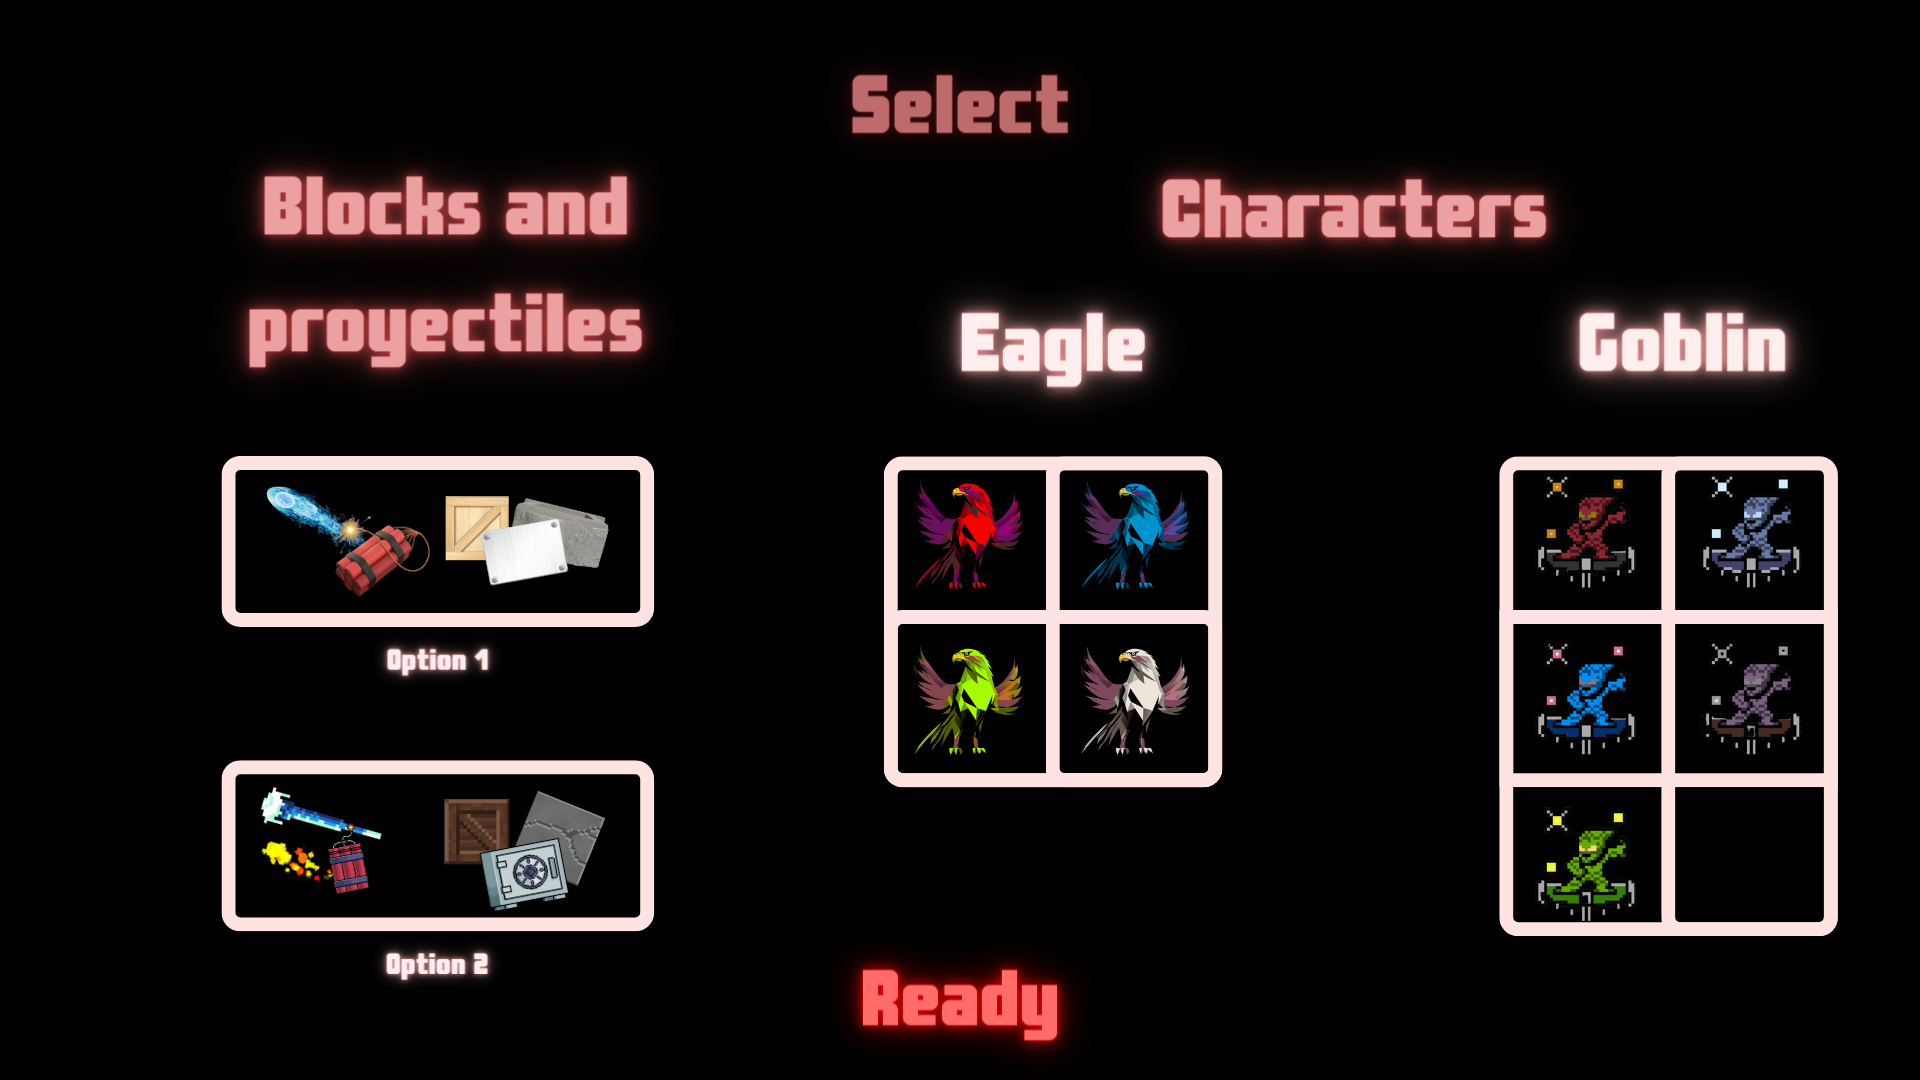 Select
Blocks and
proyectiles
Characters
Eagle
Goblin
Option 1
Option 2
Ready